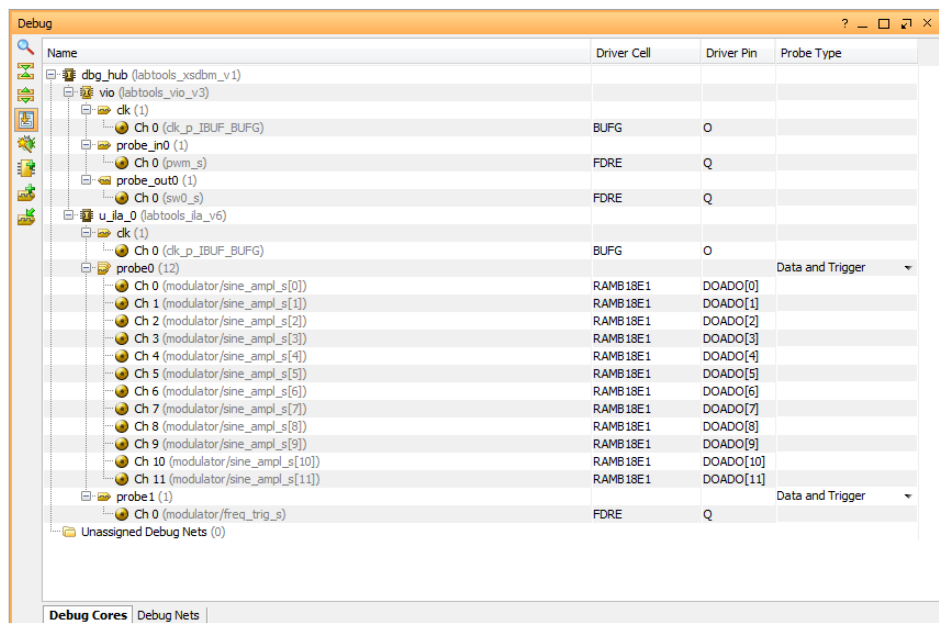 Debug
Name Driver Cell Driver Pin Probe Type
dbg_hub (labtools_xsdbm_v1)
vio (labtools_vio_v3)
clk (1)
Ch 0 (clk_p_IBUF_BUFG) BUFG O
probe_in0 (1)
Ch 0 (pwm_s) FDRE Q
probe_out0 (1)
Ch 0 (sw0_s) FDRE Q
u_ila_0 (labtools_ila_v6)
clk (1)
Ch 0 (clk_p_IBUF_BUFG) BUFG O
probe0 (12) Data and Trigger
Ch 0 (modulator/sine_ampl_s[0]) RAMB18E1 DOADO[0]
Ch 1 (modulator/sine_ampl_s[1]) RAMB18E1 DOADO[1]
Ch 2 (modulator/sine_ampl_s[2]) RAMB18E1 DOADO[2]
Ch 3 (modulator/sine_ampl_s[3]) RAMB18E1 DOADO[3]
Ch 4 (modulator/sine_ampl_s[4]) RAMB18E1 DOADO[4]
Ch 5 (modulator/sine_ampl_s[5]) RAMB18E1 DOADO[5]
Ch 6 (modulator/sine_ampl_s[6]) RAMB18E1 DOADO[6]
Ch 7 (modulator/sine_ampl_s[7]) RAMB18E1 DOADO[7]
Ch 8 (modulator/sine_ampl_s[8]) RAMB18E1 DOADO[8]
Ch 9 (modulator/sine_ampl_s[9]) RAMB18E1 DOADO[9]
Ch 10 (modulator/sine_ampl_s[10]) RAMB18E1 DOADO[10]
Ch 11 (modulator/sine_ampl_s[11]) RAMB18E1 DOADO[11]
probe1 (1) Data and Trigger
Ch 0 (modulator/freq_trig_s) FDRE Q
Unassigned Debug Nets (0)
Debug Cores Debug Nets